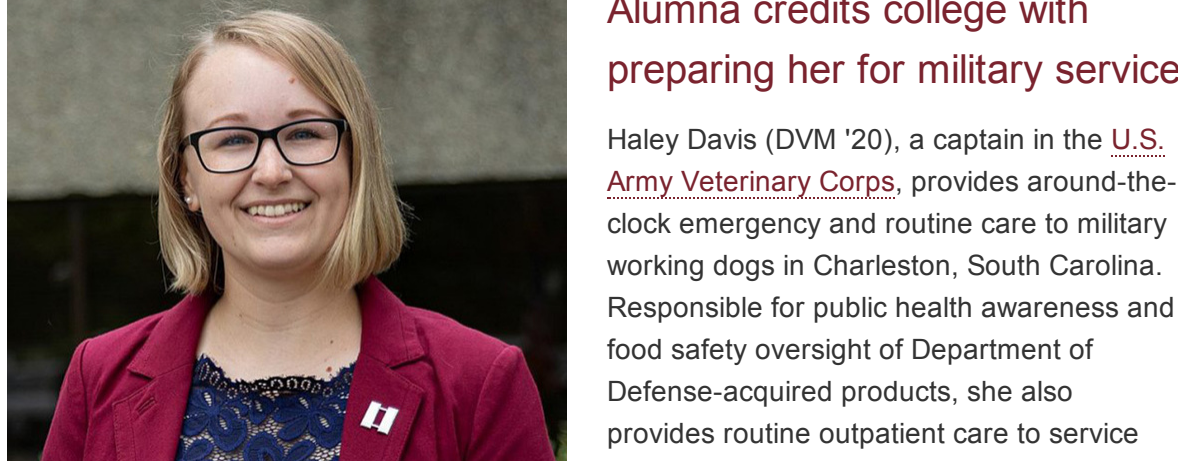 Alumna credits college with
preparing her for military service
Haley Davis (DVM '20), a captain in the U.S.
Army Veterinary Corps, provides around-the-
clock emergency and routine care to military
working dogs in Charleston, South Carolina.
Responsible for public health awareness and
food safety oversight of Department of
Defense-acquired products, she also
provides routine outpatient care to service